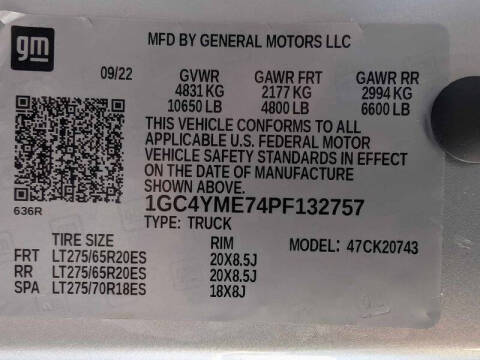 gm
MFD BY GENERAL MOTORS LLC
09/22 GVWR GAWR FRT GAWR RR
4831 KG 2177 KG 2994 KG
10650 LB 4800 LB 6600 LB
THIS VEHICLE CONFORMS TO ALL
APPLICABLE U.S. FEDERAL MOTOR
VEHICLE SAFETY STANDARDS IN EFFECT
ON THE DATE OF MANUFACTURE
SHOWN ABOVE.
636R
1GC4YME74PF132757
TYPE: TRUCK
TIRE SIZE RIM MODEL: 47CK20743
FRT LT275/65R20ES 20X8.5J
RR LT275/65R20ES 20X8.5J
SPA LT275/70R18ES 18X8J